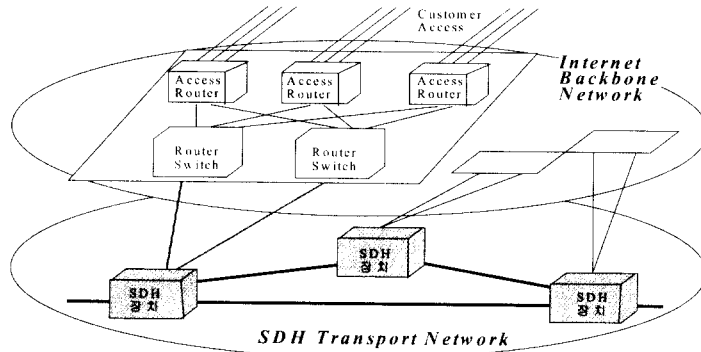 Customer
Access
Internet
Backbone
Network
Access
Router
Access
Router
Access
Router
Router
Switch
Router
Switch
SDH
장치
SDH
장치
SDH
장치
SDH Transport Network